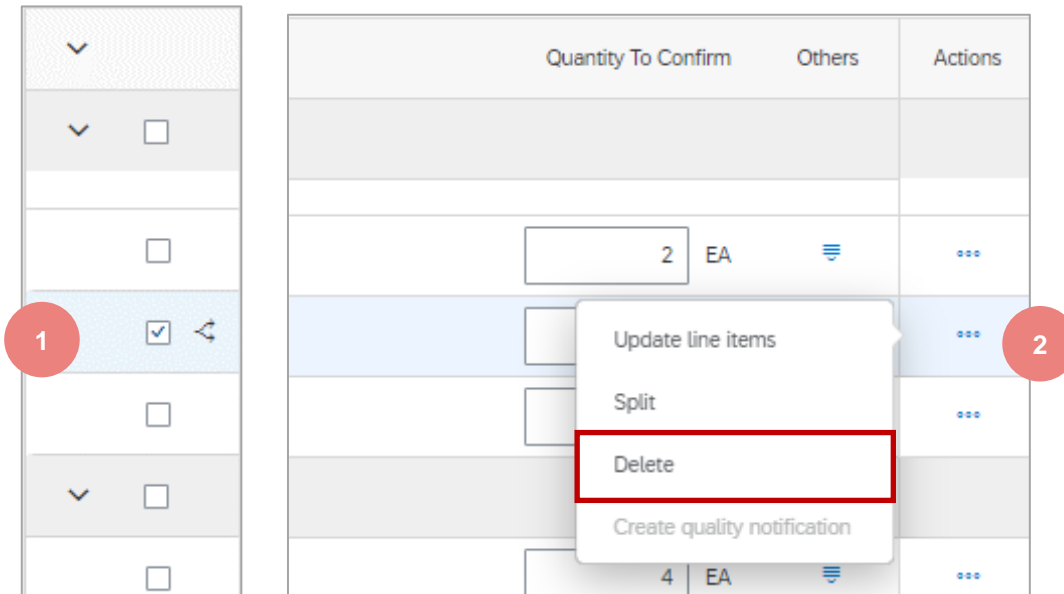 Quantity To Confirm Others Actions
2 EA
1
Update line items
2
Split
Delete
Create quality notification
4 EA